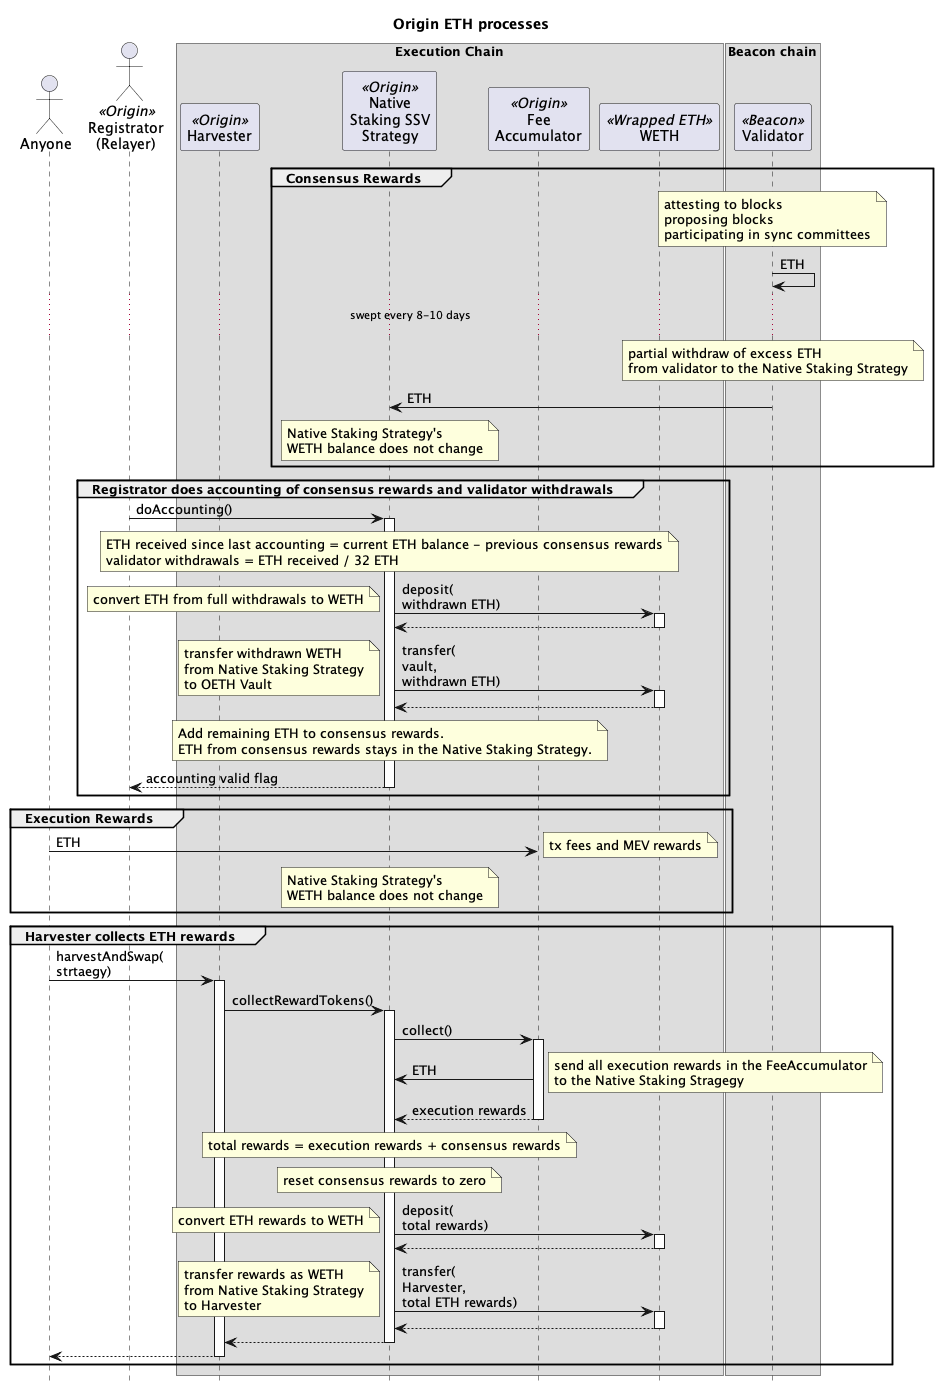 Origin ETH processes
Execution Chain
Beacon chain
Anyone
«Origin»
Registrator
(Relayer)
«Origin»
Harvester
«Origin»
Native
Staking SSV
Strategy
«Origin»
Fee
Accumulator
«Wrapped ETH»
WETH
«Beacon»
Validator
Consensus Rewards
attesting to blocks
proposing blocks
participating in sync committees
ETH
swept every 8-10 days
partial withdraw of excess ETH
from validator to the Native Staking Strategy
ETH
Native Staking Strategy's
WETH balance does not change
Registrator does accounting of consensus rewards and validator withdrawals
doAccounting()
ETH received since last accounting = current ETH balance - previous consensus rewards
validator withdrawals = ETH received / 32 ETH
convert ETH from full withdrawals to WETH
deposit(
withdrawn ETH)
transfer withdrawn WETH
from Native Staking Strategy
to OETH Vault
transfer(
vault,
withdrawn ETH)
Add remaining ETH to consensus rewards.
ETH from consensus rewards stays in the Native Staking Strategy.
accounting valid flag
Execution Rewards
ETH
tx fees and MEV rewards
Native Staking Strategy's
WETH balance does not change
Harvester collects ETH rewards
harvestAndSwap(
strtaegy)
collectRewardTokens()
collect()
send all execution rewards in the FeeAccumulator
to the Native Staking Stragegy
ETH
execution rewards
total rewards = execution rewards + consensus rewards
reset consensus rewards to zero
convert ETH rewards to WETH
deposit(
total rewards)
transfer rewards as WETH
from Native Staking Strategy
to Harvester
transfer(
Harvester,
total ETH rewards)